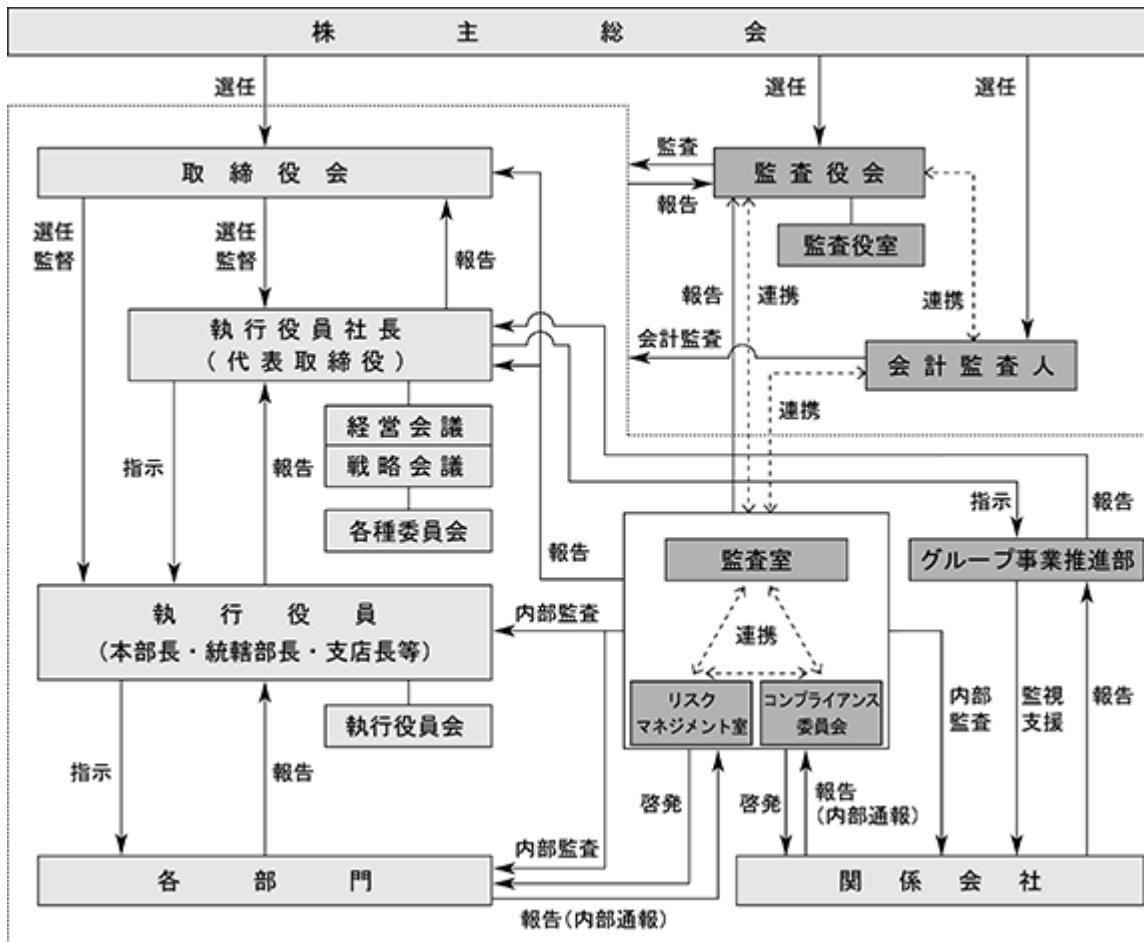 株主総会
選任
選任
選任
取締役会
監査
報告
監査役会
監査役室
選任
監督
選任
監督
報告
報告
連携
連携
執行役員社長
(代表取締役)
会計監査
会計監査人
連携
経営会議
戦略会議
各種委員会
指示
報告
指示
報告
報告
監査室
グループ事業推進部
執行役員
(本部長・統轄部長・支店長等)
内部監査
連携
リスク
マネジメント室
コンプライアンス
委員会
内部
監査
監視
支援
報告
執行役員会
指示
報告
啓発
啓発
報告
(内部通報)
内部監査
各部門
関係会社
報告(内部通報)